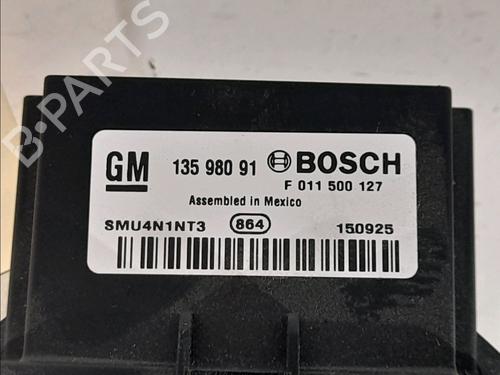 B-PARTS
GM 135 980 91 BOSCH
F 011 500 127
Assembled in Mexico
SMU4N1NT3 864 150925